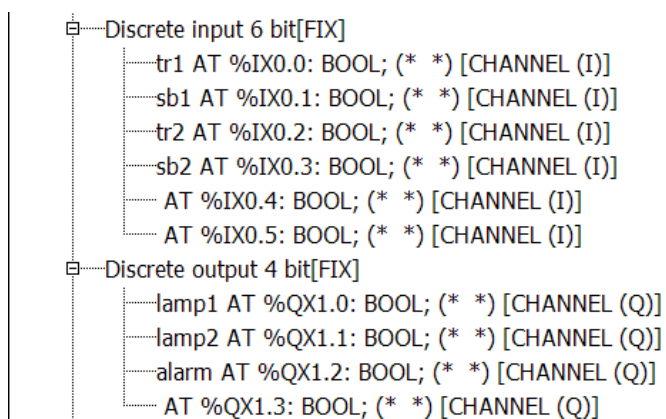 Discrete input 6 bit[FIX]
tr1 AT %IX0.0: BOOL; (* *) [CHANNEL (I)]
sb1 AT %IX0.1: BOOL; (* *) [CHANNEL (I)]
tr2 AT %IX0.2: BOOL; (* *) [CHANNEL (I)]
sb2 AT %IX0.3: BOOL; (* *) [CHANNEL (I)]
AT %IX0.4: BOOL; (* *) [CHANNEL (I)]
AT %IX0.5: BOOL; (* *) [CHANNEL (I)]
Discrete output 4 bit[FIX]
lamp1 AT %QX1.0: BOOL; (* *) [CHANNEL (Q)]
lamp2 AT %QX1.1: BOOL; (* *) [CHANNEL (Q)]
alarm AT %QX1.2: BOOL; (* *) [CHANNEL (Q)]
AT %QX1.3: BOOL; (* *) [CHANNEL (Q)]